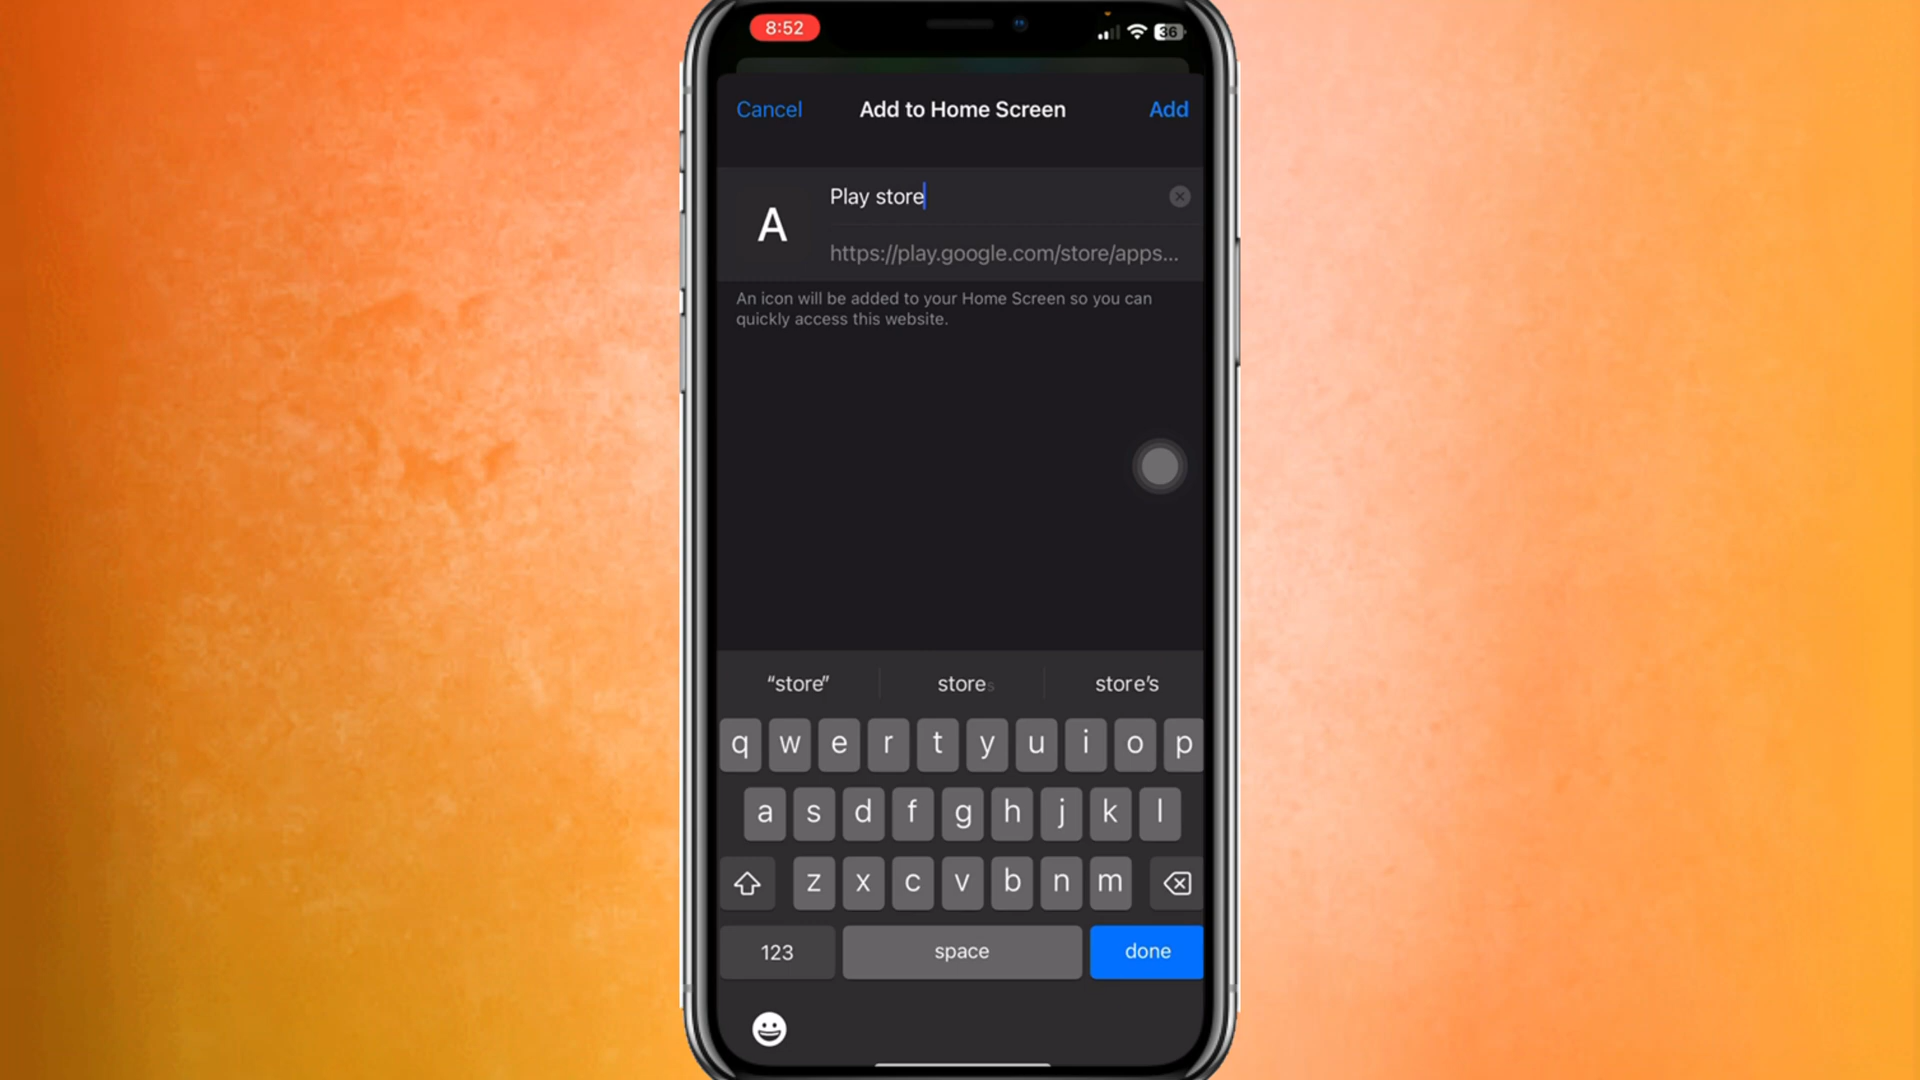 8:52
36
Cancel Add to Home Screen Add
Play store
A
https://play.google.com/store/apps...
An icon will be added to your Home Screen so you can
quickly access this website.
“store” stores store’s
q w e r t y u i o p
a s d f g h j k l
z x c v b n m
123 space done